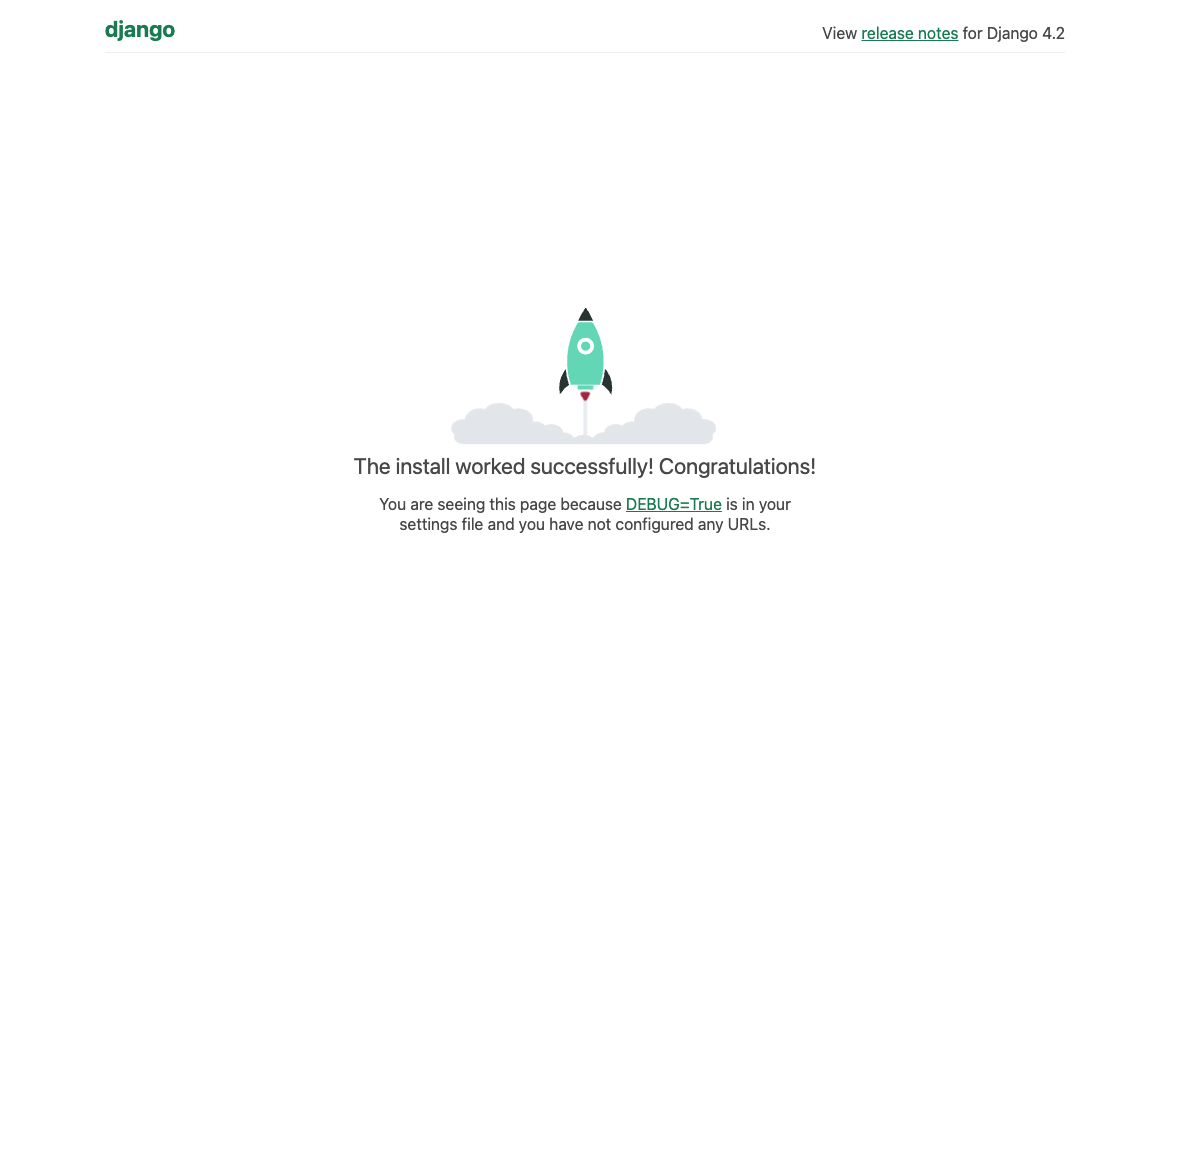 django
View release notes for Django 4.2
The install worked successfully! Congratulations!
You are seeing this page because DEBUG=True is in your
settings file and you have not configured any URLs.